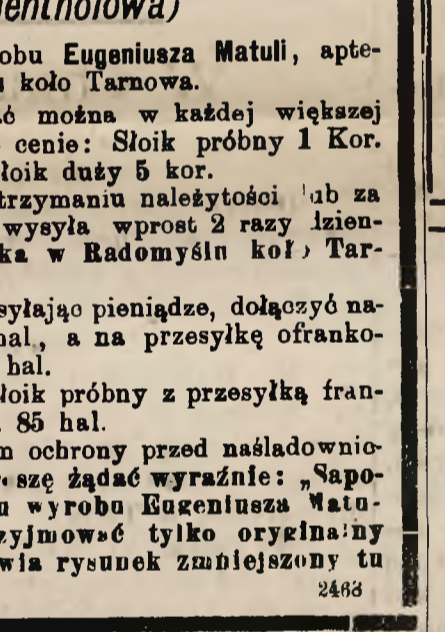 entholowa)
obu Eugeniusza Matuli, apte-
koło Tarnowa.
ć można w każdej większej
cenie: Słoik próbny 1 Kor.
łoik duży 5 kor.
trzymaniu należytości lub za
wysyła wprost 2 razy dzien-
ka w Radomyśln koło Tar-
syłając pieniądze, dołączyć na-
hal., a na przesyłkę ofranko-
hal.
łoik próbny z przesyłką fran-
85 hal.
m ochrony przed naśladownic-
szę żądać wyraźnie: „Sapo-
u wyrobu Eugeniusza Matu-
zyjmować tylko oryginalny
wia rysunek zmniejszony tu
2463